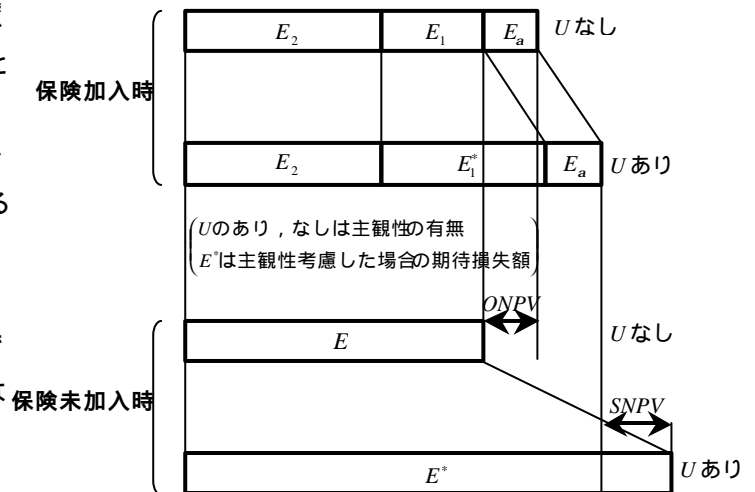 E₂ E₁ Eₐ Uなし
保険加入時
E₂ E₁* Eₐ Uあり
Uのあり，なしは主観性の有無
E*は主観性考慮した場合の期待損失額
ONPV
E Uなし
保険未加入時
SNPV
E* Uあり